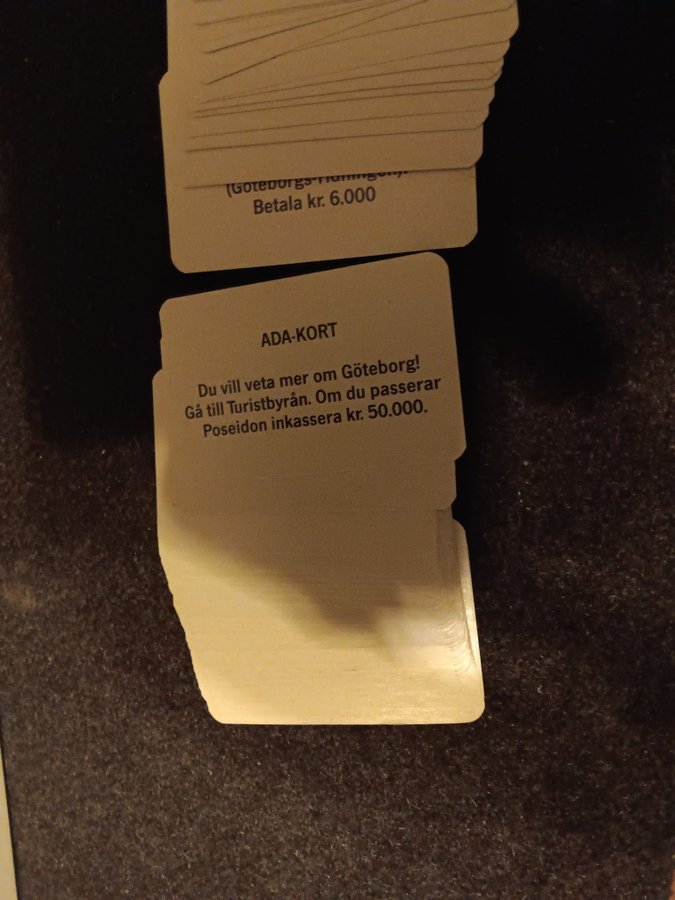 Betala kr. 6.000
ADA-KORT
Du vill veta mer om Göteborg!
Gå till Turistbyrån. Om du passerar
Poseidon inkassera kr. 50.000.